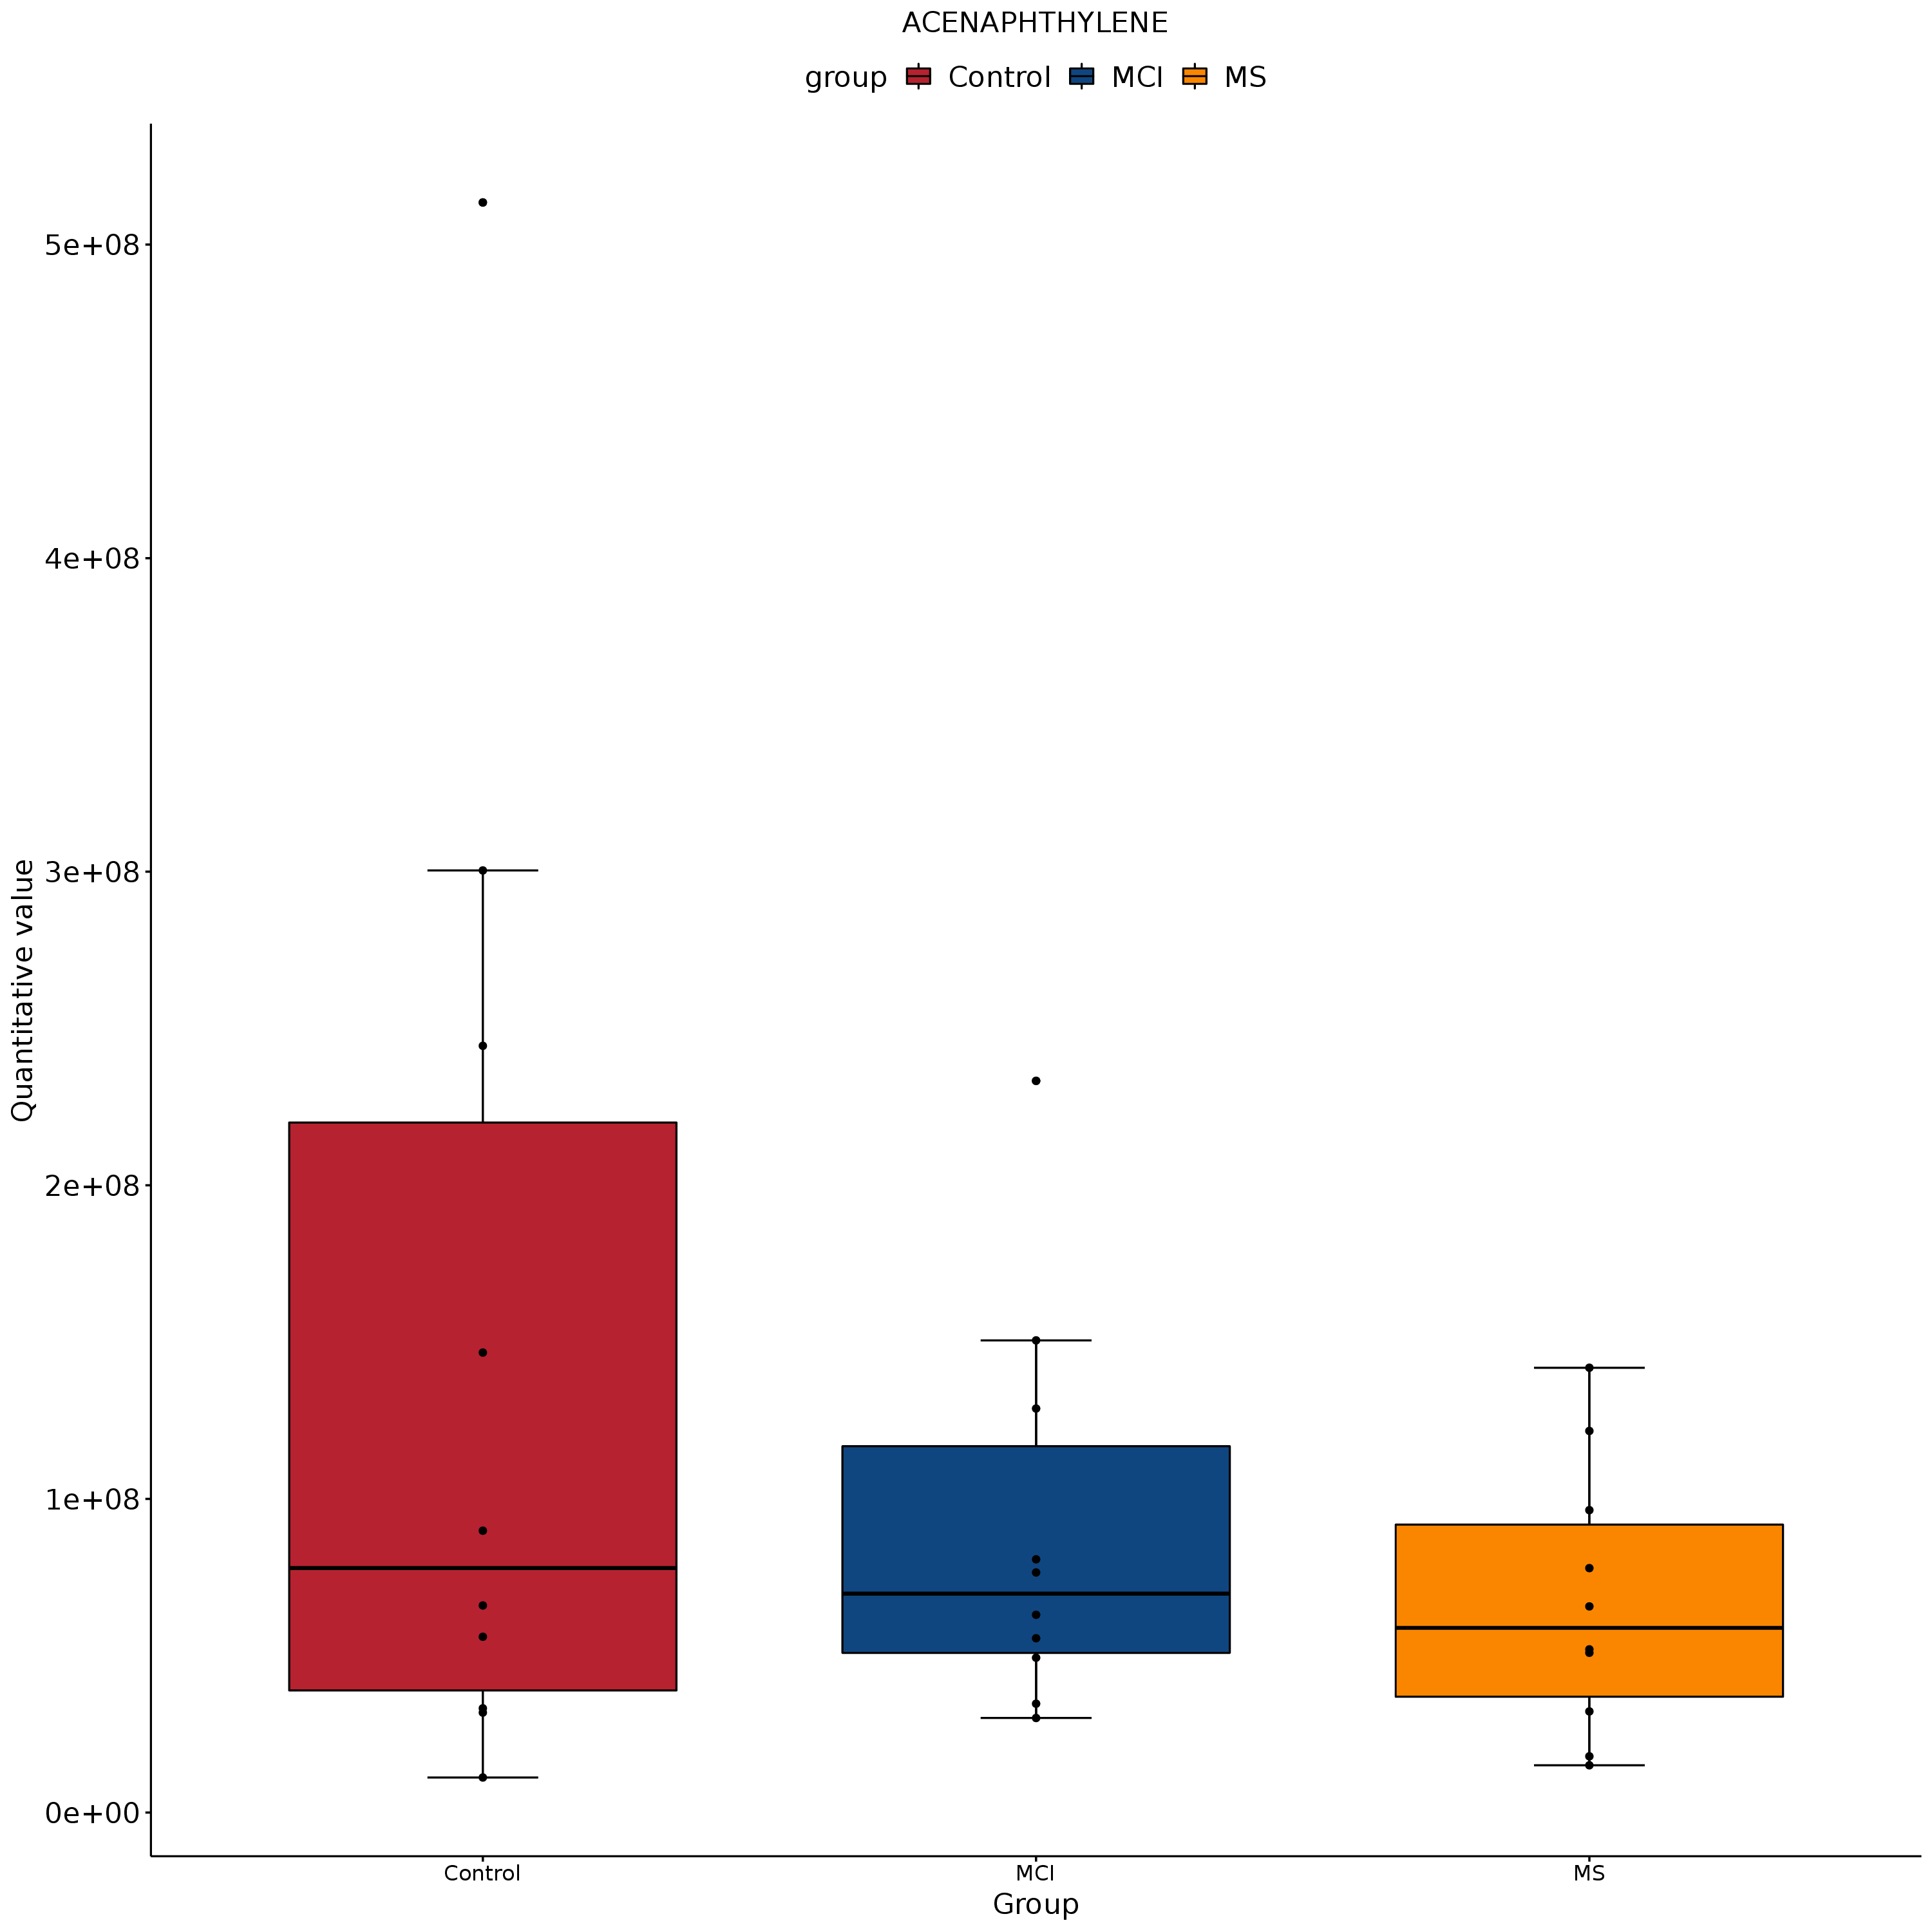 ACENAPHTHYLENE
group Control MCI MS
Quantitative value
5e+08
4e+08
3e+08
2e+08
1e+08
0e+00
Control MCI MS
Group